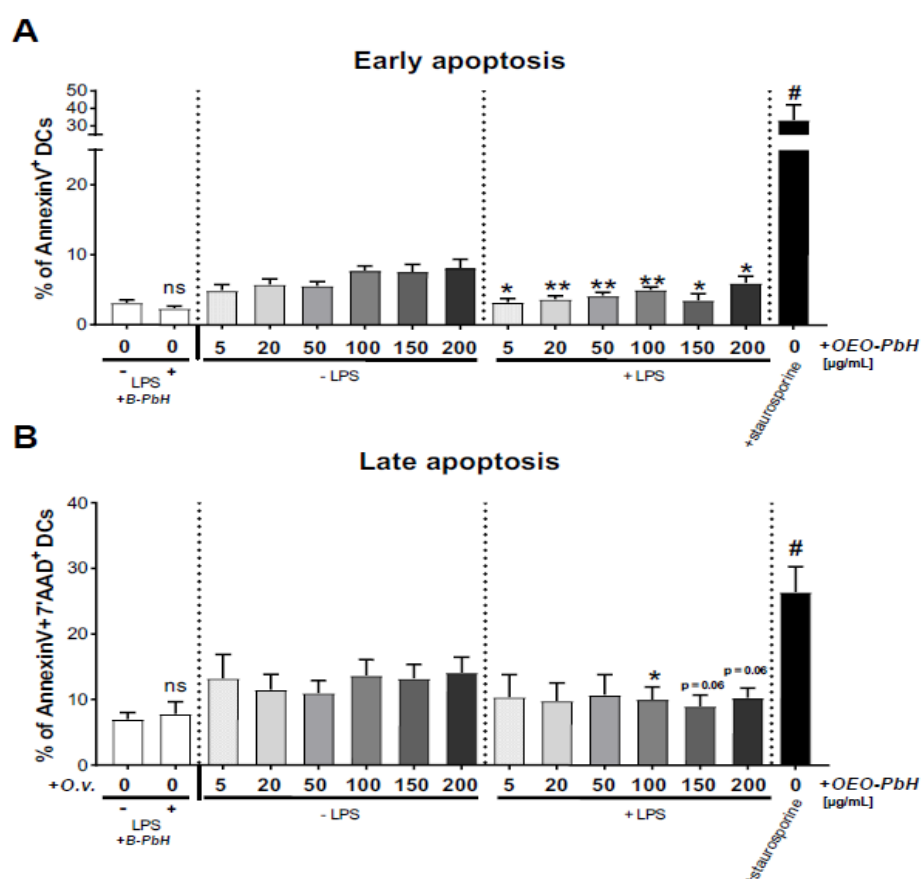 A
Early apoptosis
% of AnnexinV+ DCs
50
40
30
20
10
0
ns
* ** ** ** * *
#
0 0 5 20 50 100 150 200 5 20 50 100 150 200 0 +OEO-PbH
- + [µg/mL]
LPS - LPS + LPS
+B-PbH
+staurosporine
B
Late apoptosis
% of AnnexinV+ 7'AAD+ DCs
40
30
20
10
0
ns
* p = 0.06 p = 0.06
#
+O.v. 0 0 5 20 50 100 150 200 5 20 50 100 150 200 0 +OEO-PbH
- + [µg/mL]
LPS - LPS + LPS
+B-PbH
staurosporine